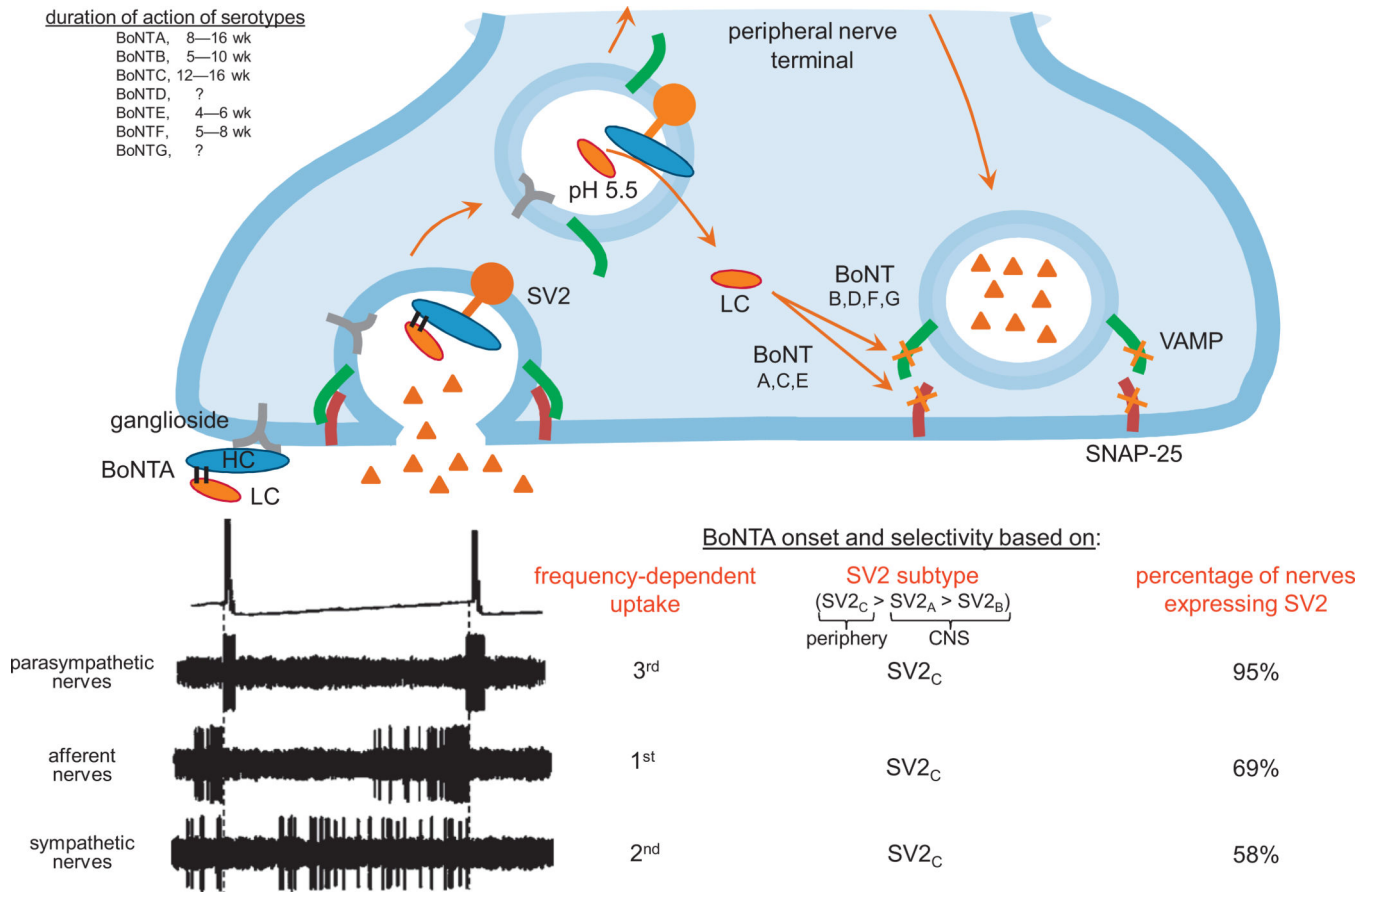 duration of action of serotypes
BoNTA, 8—16 wk
BoNTB, 5—10 wk
BoNTC, 12—16 wk
BoNTD, ?
BoNTE, 4—6 wk
BoNTF, 5—8 wk
BoNTG, ?
peripheral nerve
terminal
pH 5.5
SV2
LC
BoNT
B,D,F,G
BoNT
A,C,E
VAMP
SNAP-25
ganglioside
HC
BoNTA
LC
BoNTA onset and selectivity based on:
frequency-dependent
uptake
SV2 subtype
(SV2C > SV2A > SV2B)
periphery CNS
percentage of nerves
expressing SV2
parasympathetic
nerves
3rd SV2C 95%
afferent
nerves
1st SV2C 69%
sympathetic
nerves
2nd SV2C 58%